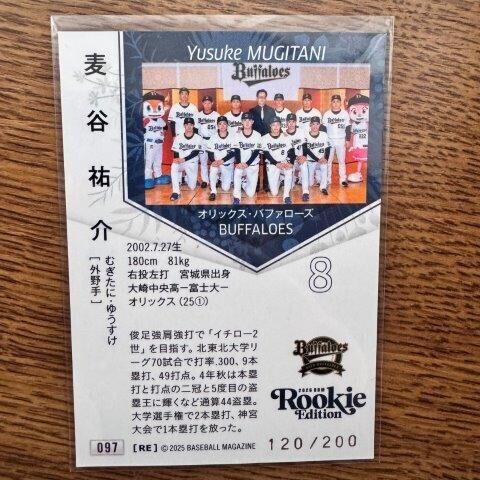 Yusuke MUGITANI
Buffaloes
麦谷祐介
むぎたに・ゆうすけ
[外野手]
オリックス・バファローズ
BUFFALOES
8
2002.7.27生
180cm 81kg
右投左打 宮城県出身
大崎中央高ー富士大ー
オリックス(25①)
俊足強肩強打で「イチロー2
世」を目指す。北東北大学リ
ーグ70試合で打率.300、9本
塁打、49打点。4年秋は本塁
打と打点の二冠と5度目の盗
塁王に輝くなど通算44盗塁。
大学選手権で2本塁打、神宮
大会で1本塁打を放った。
Buffaloes
2025 BBM
Rookie
Edition
097
[RE] © 2025 BASEBALL MAGAZINE
120/200